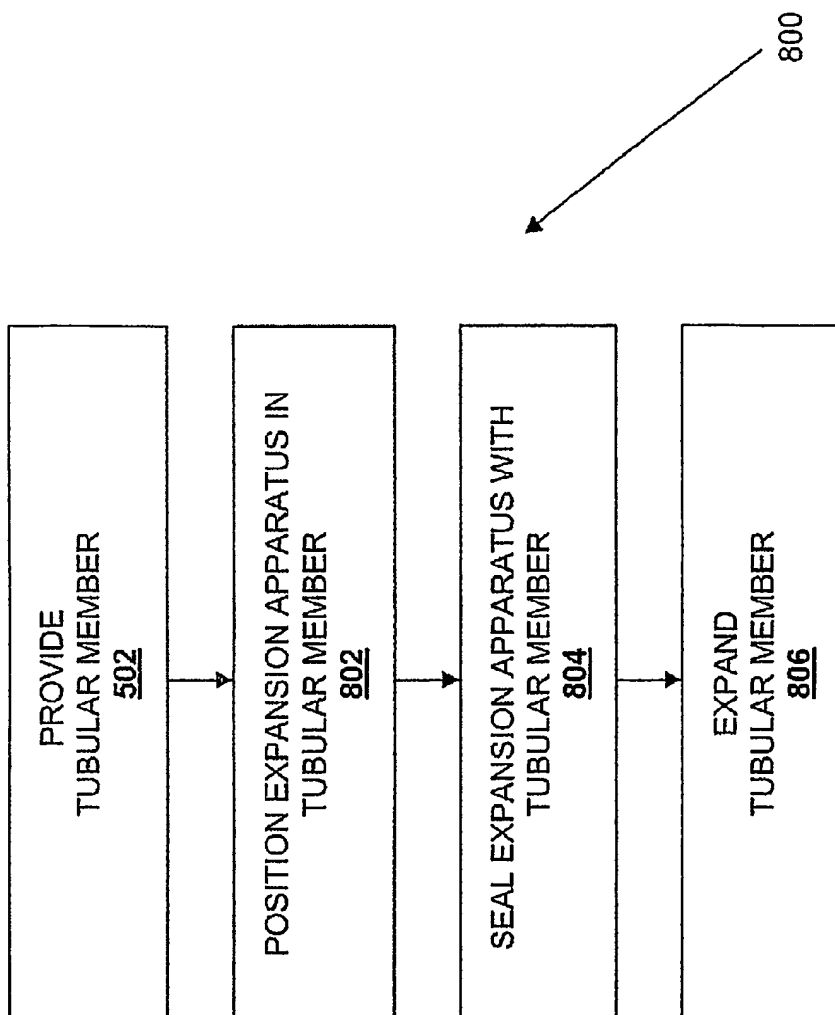 PROVIDE
TUBULAR MEMBER
502
POSITION EXPANSION APPARATUS IN
TUBULAR MEMBER
802
SEAL EXPANSION APPARATUS WITH
TUBULAR MEMBER
804
EXPAND
TUBULAR MEMBER
806
800